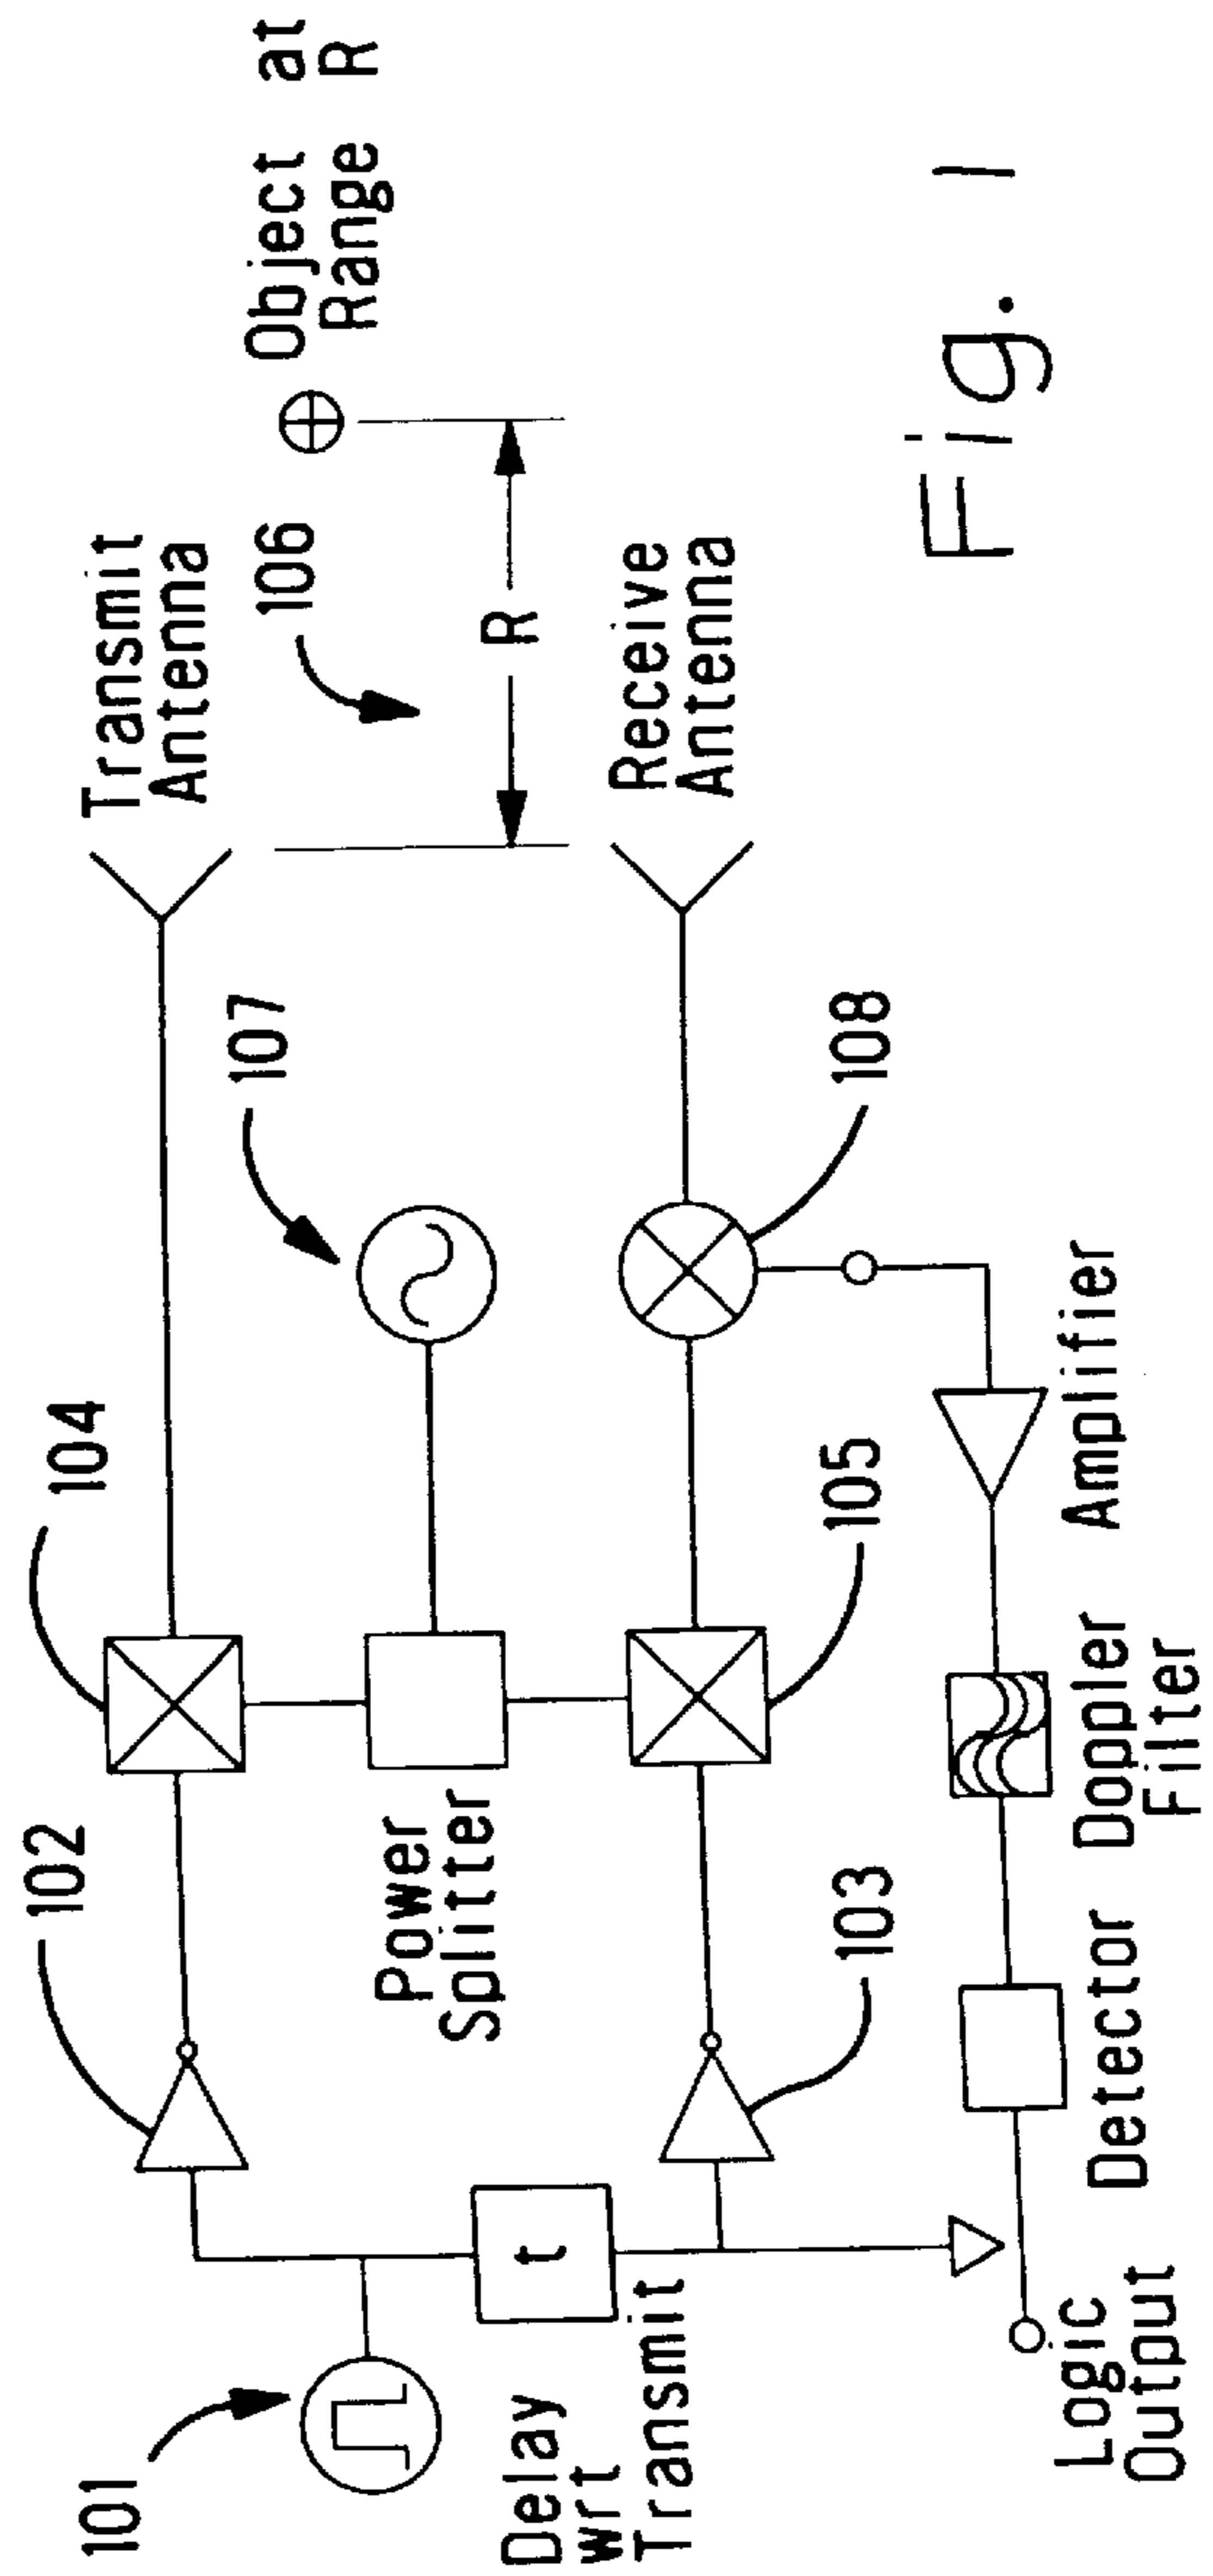 101
102
104
107
Transmit
Antenna
106
Object at
Range R
R
Delay
wrt
Transmit
t
Power
Splitter
103
105
108
Receive
Antenna
Logic
Output
Detector
Doppler
Filter
Amplifier
Fig. 1